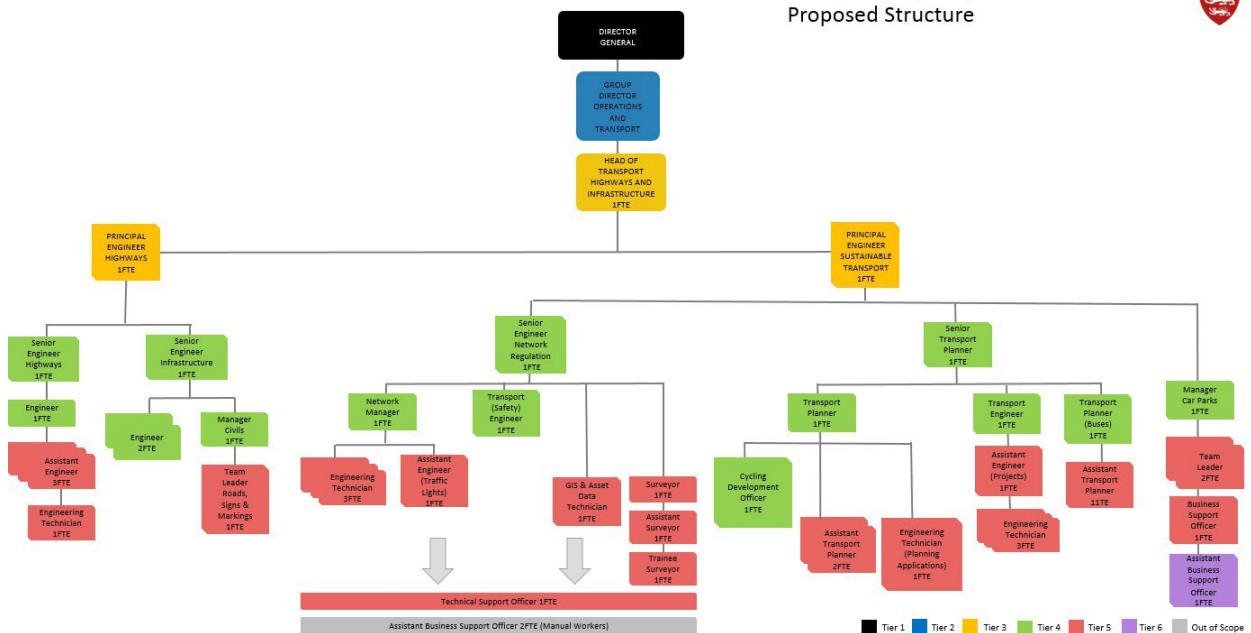 Proposed Structure
DIRECTOR
GENERAL
GROUP
DIRECTOR
OPERATIONS
AND
TRANSPORT
HEAD OF
TRANSPORT
HIGHWAYS AND
INFRASTRUCTURE
1FTE
PRINCIPAL
ENGINEER
HIGHWAYS
1FTE
PRINCIPAL
ENGINEER
SUSTAINABLE
TRANSPORT
1FTE
Senior
Engineer
Highways
1FTE
Senior
Engineer
Infrastructure
1FTE
Senior
Engineer
Network
Regulation
1FTE
Senior
Transport
Planner
1FTE
Engineer
1FTE
Engineer
2FTE
Manager
Civils
1FTE
Network
Manager
1FTE
Transport
(Safety)
Engineer
1FTE
Transport
Planner
1FTE
Transport
Engineer
1FTE
Transport
Planner
(Buses)
1FTE
Manager
Car Parks
1FTE
Assistant
Engineer
3FTE
Engineering
Technician
1FTE
Team
Leader
Roads,
Signs &
Markings
1FTE
Engineering
Technician
3FTE
Assistant
Engineer
(Traffic
Lights)
1FTE
GIS & Asset
Data
Technician
1FTE
Surveyor
1FTE
Assistant
Surveyor
1FTE
Trainee
Surveyor
1FTE
Cycling
Development
Officer
1FTE
Assistant
Transport
Planner
2FTE
Engineering
Technician
(Planning
Applications)
1FTE
Assistant
Engineer
(Projects)
1FTE
Engineering
Technician
3FTE
Assistant
Transport
Planner
11TE
Team
Leader
2FTE
Business
Support
Officer
1FTE
Assistant
Business
Support
Officer
1FTE
Technical Support Officer 1FTE
Assistant Business Support Officer 2FTE (Manual Workers)
Tier 1 Tier 2 Tier 3 Tier 4 Tier 5 Tier 6 Out of Scope